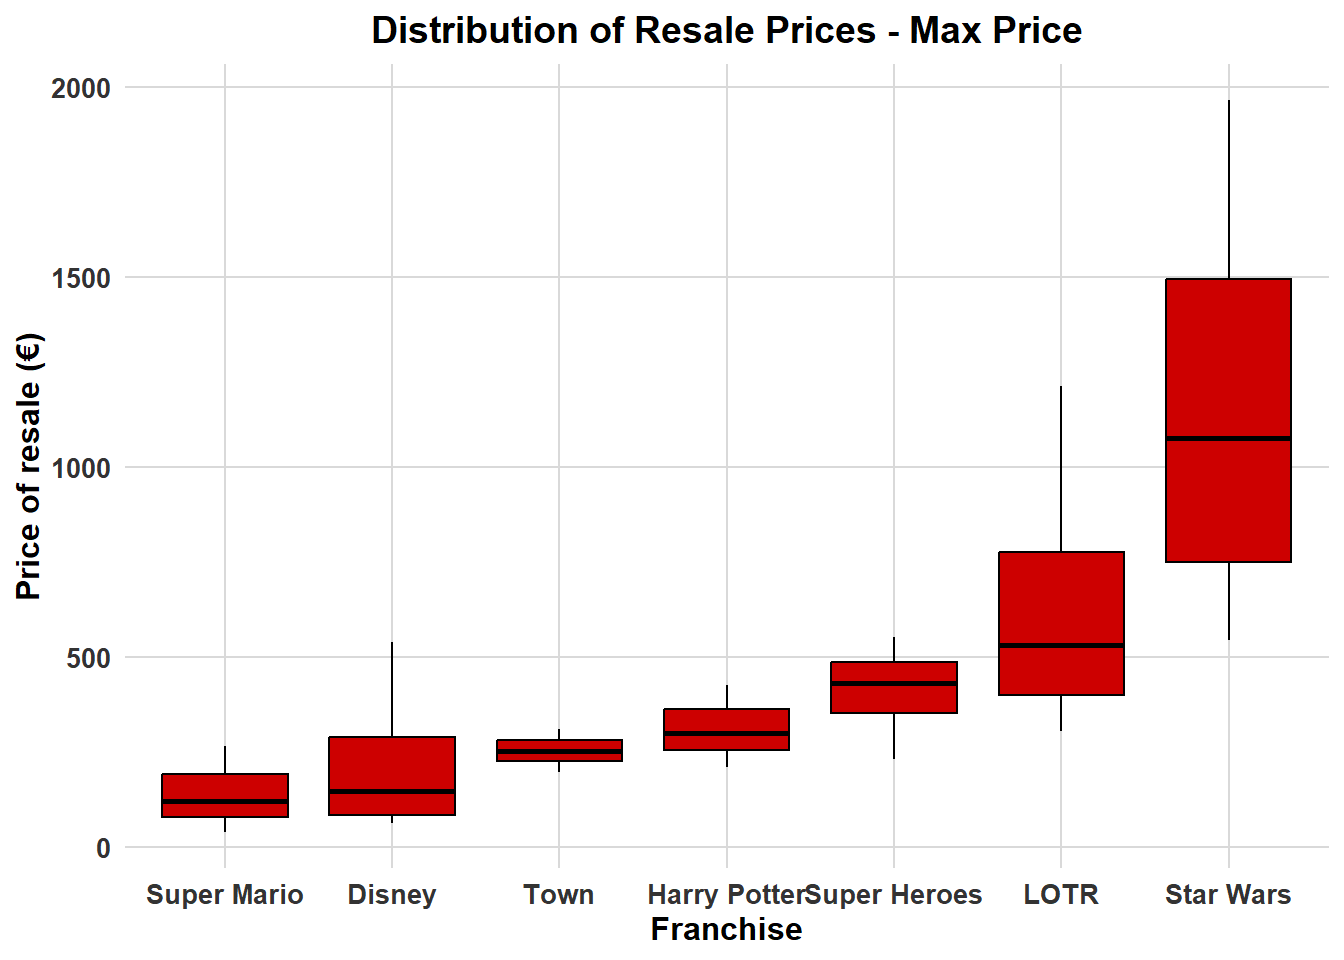 Distribution of Resale Prices - Max Price
2000
1500
1000
500
0
Price of resale (€)
Super Mario
Disney
Town
Harry Potter
Super Heroes
LOTR
Star Wars
Franchise